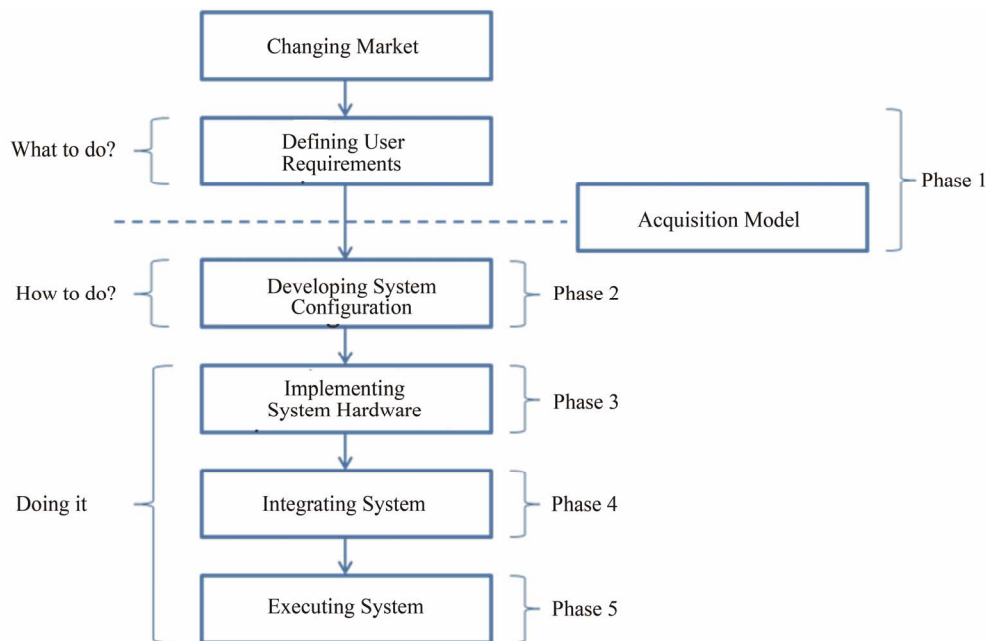 Changing Market
What to do?
Defining User
Requirements
Phase 1
Acquisition Model
How to do?
Developing System
Configuration
Phase 2
Implementing
System Hardware
Phase 3
Doing it
Integrating System
Phase 4
Executing System
Phase 5